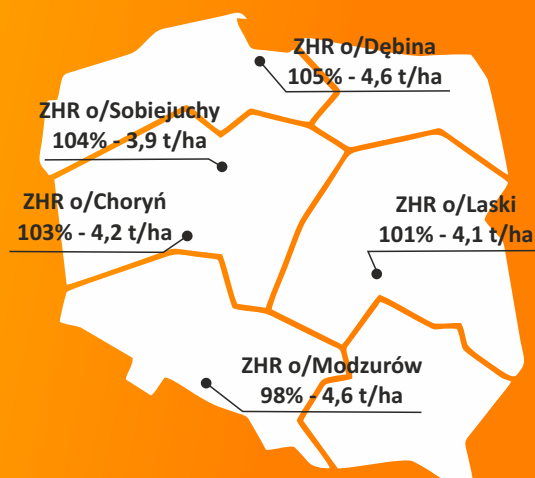 ZHR o/Dębina
105% - 4,6 t/ha
ZHR o/Sobiejuchy
104% - 3,9 t/ha
ZHR o/Choryń
103% - 4,2 t/ha
ZHR o/Laski
101% - 4,1 t/ha
ZHR o/Modzurów
98% - 4,6 t/ha